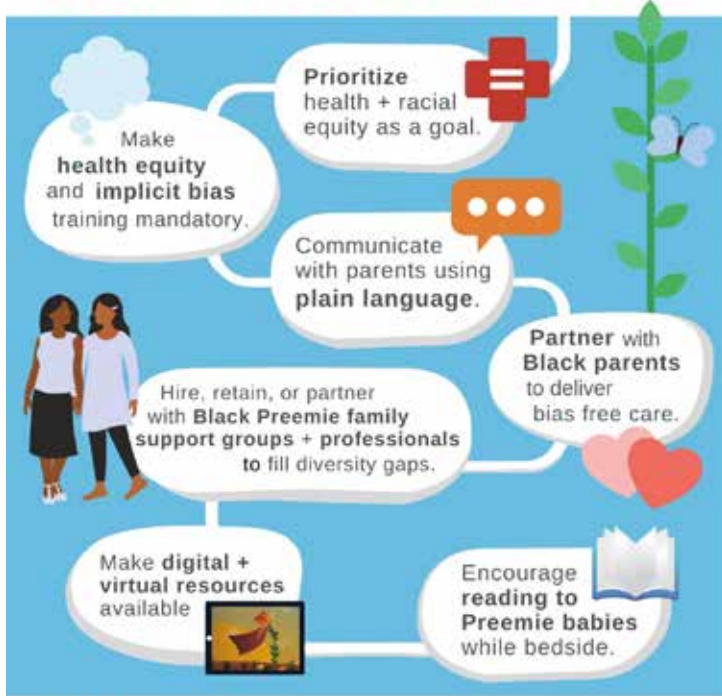 Prioritize
health + racial
equity as a goal.
Make
health equity
and implicit bias
training mandatory.
Communicate
with parents using
plain language.
Partner with
Black parents
to deliver
bias free care.
Hire, retain, or partner
with Black Preemie family
support groups + professionals
to fill diversity gaps.
Make digital +
virtual resources
available
Encourage
reading to
Preemie babies
while bedside.